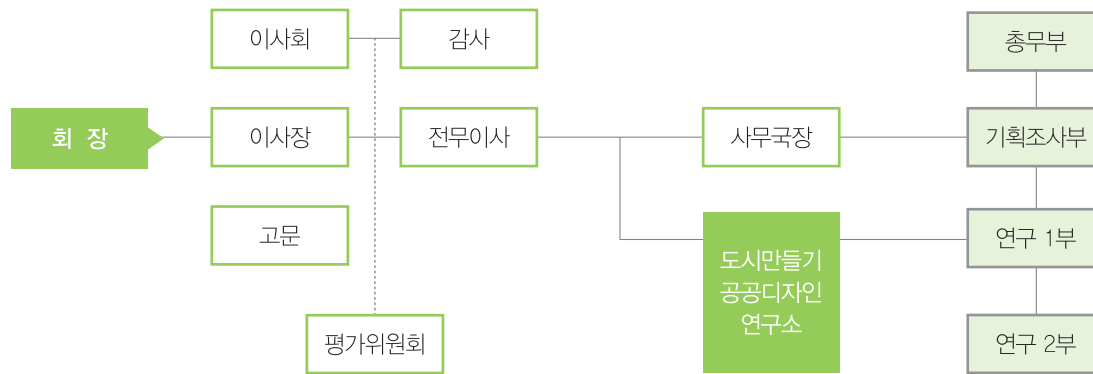 이사회
감사
총무부
회 장
이사장
전무이사
사무국장
기획조사부
고문
도시만들기
공공디자인
연구소
연구 1부
평가위원회
연구 2부